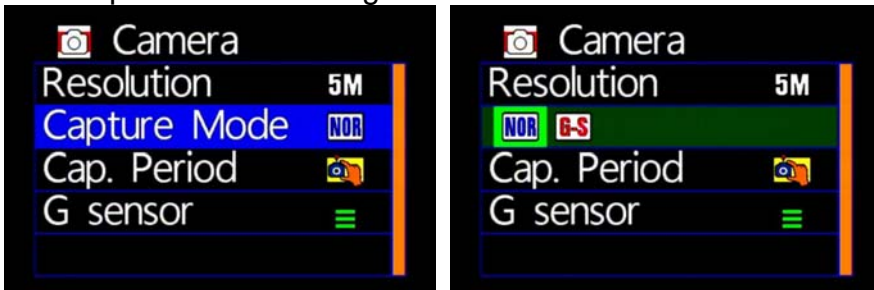 Camera
Resolution 5M
Capture Mode NOR
Cap. Period
G sensor
Camera
Resolution 5M
NOR G-S
Cap. Period
G sensor